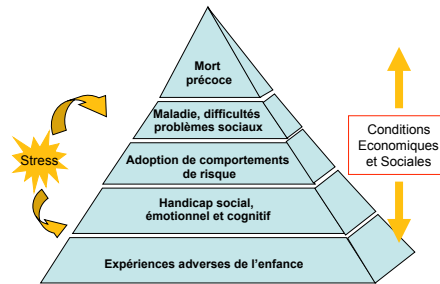 Mort
précoce
Maladie, difficultés
problèmes sociaux
Stress
Adoption de comportements
de risque
Handicap social,
émotionnel et cognitif
Expériences adverses de l'enfance
Conditions
Economiques
et Sociales